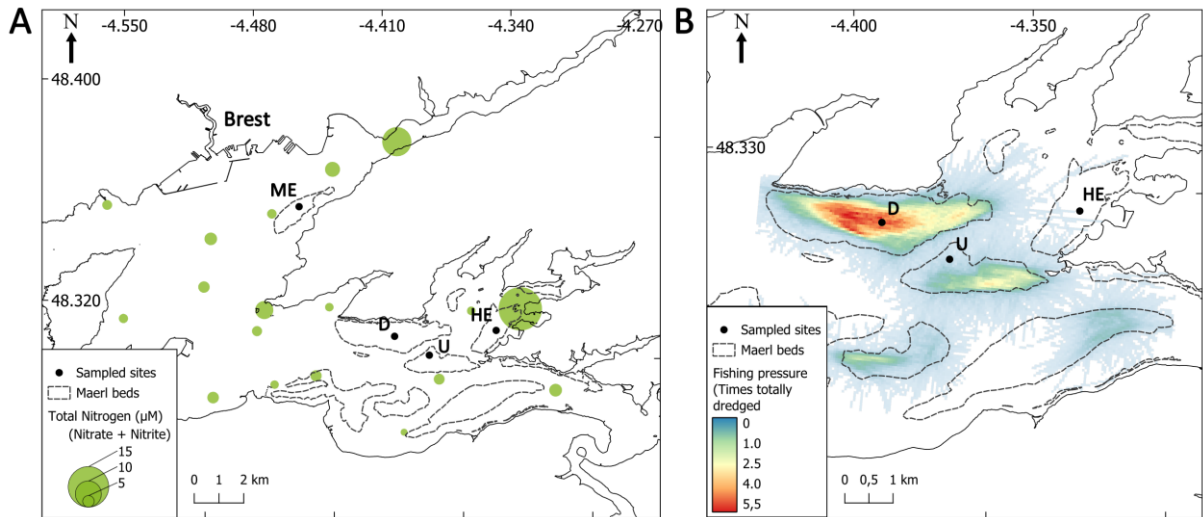 A
N
-4.550
-4.480
-4.410
-4.340
-4.270
48.400
Brest
ME
48.320
D
HE
U
Sampled sites
Maerl beds
Total Nitrogen (µM)
(Nitrate + Nitrite)
15
10
5
0 1 2 km
B
N
-4.400
-4.350
48.330
D
HE
U
Sampled sites
Maerl beds
Fishing pressure
(Times totally
dredged
0
1.0
2.5
4.0
5,5
0 0,5 1 km